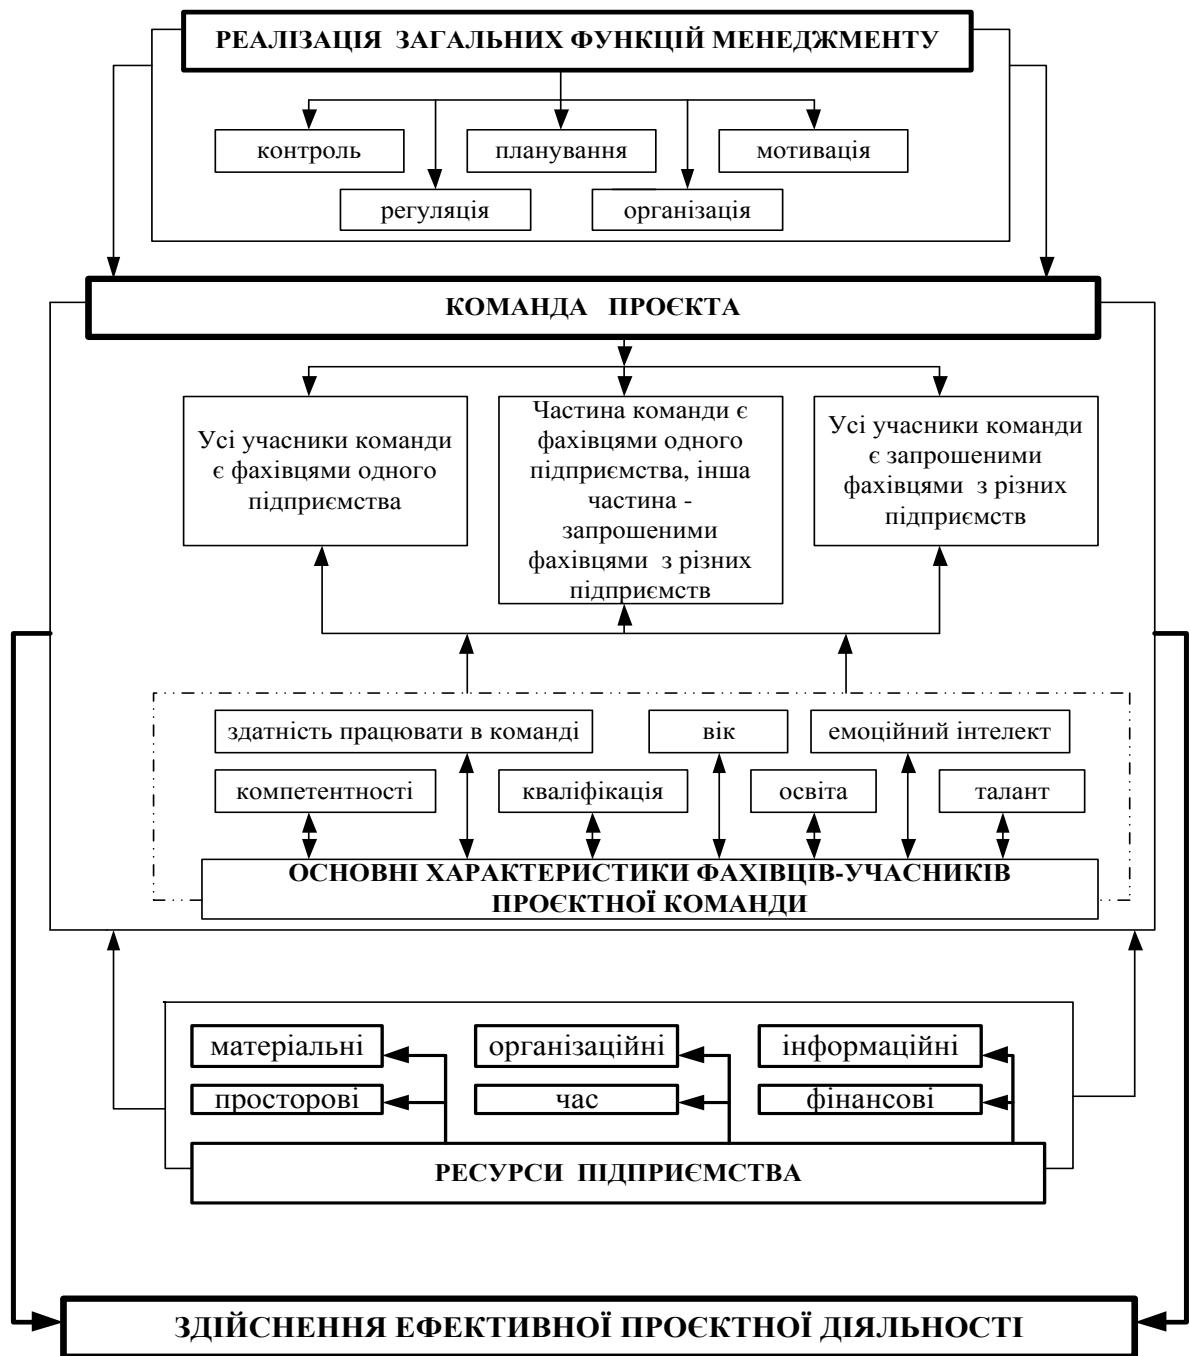 РЕАЛІЗАЦІЯ ЗАГАЛЬНИХ ФУНКЦІЙ МЕНЕДЖМЕНТУ
контроль
планування
мотивація
регуляція
організація
КОМАНДА ПРОЄКТА
Усі учасники команди
є фахівцями одного
підприємства
Частина команди є
фахівцями одного
підприємства, інша
частина -
запрошеними
фахівцями з різних
підприємств
Усі учасники команди
є запрошеними
фахівцями з різних
підприємств
здатність працювати в команді
вік
емоційний інтелект
компетентності
кваліфікація
освіта
талант
ОСНОВНІ ХАРАКТЕРИСТИКИ ФАХІВЦІВ-УЧАСНИКІВ
ПРОЄКТНОЇ КОМАНДИ
матеріальні
організаційні
інформаційні
просторові
час
фінансові
РЕСУРСИ ПІДПРИЄМСТВА
ЗДІЙСНЕННЯ ЕФЕКТИВНОЇ ПРОЄКТНОЇ ДІЯЛЬНОСТІ